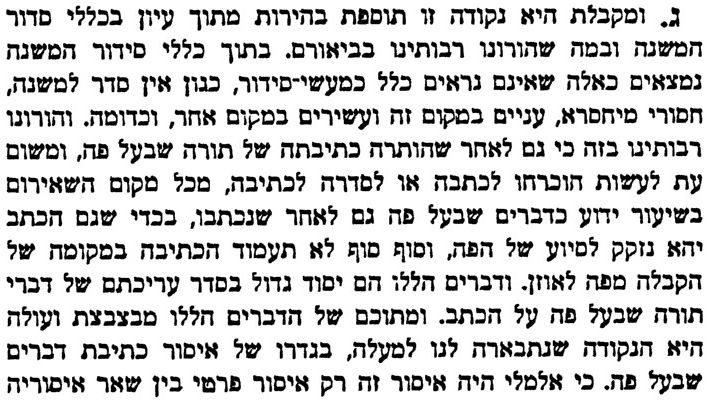 ג. ומקבלת היא נקודה זו תוספת בהירות מתוך עיון בכללי סדור
המשנה ובמה שהורונו רבותינו בביאורם. בתוך כללי סידור המשנה
נמצאים כאלה שאינם נראים כלל כמעשי־סידור, כגון אין סדר למשנה,
חסורי מיחסרא, עניים במקום זה ועשירים במקום אחר, וכדומה. והורונו
רבותינו בזה כי גם לאחר שהותרה כתיבתה של תורה שבעל פה, ומשום
עת לעשות הוכרחו לכתבה או לסדרה לכתיבה, מכל מקום השאירום
בשיעור ידוע כדברים שבעל פה גם לאחר שנכתבו, בכדי שגם הכתב
יהא נזקק לסיוע של הפה, וסוף סוף לא תעמוד הכתיבה במקומה של
הקבלה מפה לאוזן. ודברים הללו הם יסוד גדול בסדר עריכתם של דברי
תורה שבעל פה על הכתב. ומתוכם של הדברים הללו מבצבצת ועולה
היא הנקודה שנתבארה לנו למעלה, בגדרו של איסור כתיבת דברים
שבעל פה. כי אלמלי היה איסור זה רק איסור פרטי בין שאר איסוריה